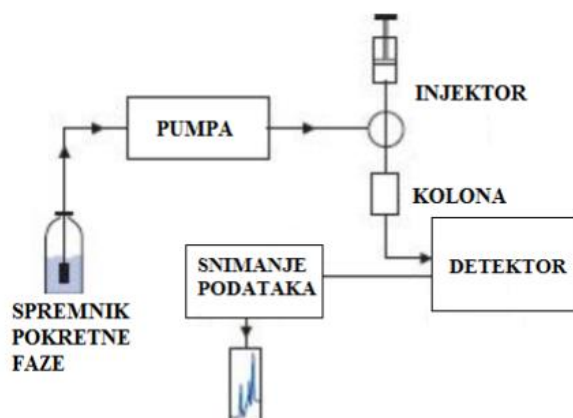 INJEKTOR
PUMPA
KOLONA
SNIMANJE
PODATAKA
DETEKTOR
SPREMNIK
POKRETNE
FAZE